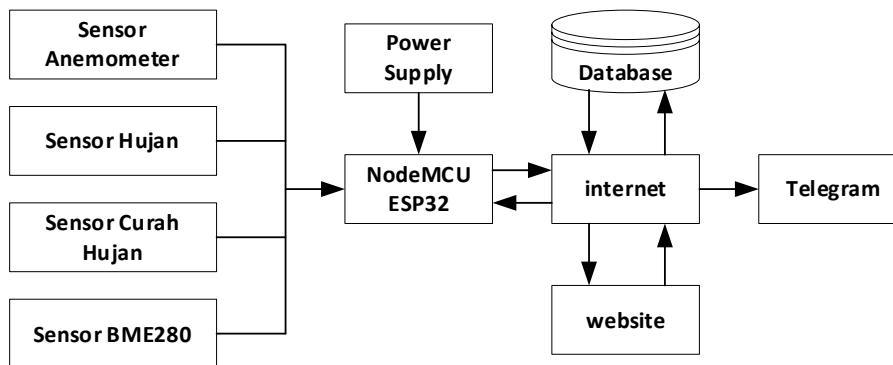 Sensor
Anemometer
Sensor Hujan
Sensor Curah
Hujan
Sensor BME280
Power
Supply
NodeMCU
ESP32
Database
internet
website
Telegram